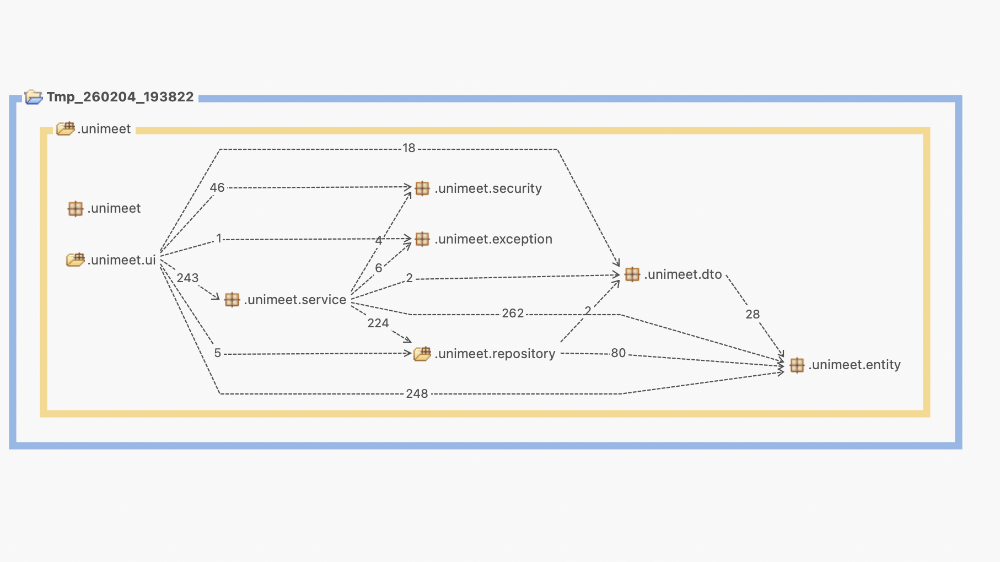 Tmp_260204_193822
.unimeet
18
46
.unimeet.security
.unimeet
1
4
.unimeet.exception
.unimeet.ui
243
6
2
.unimeet.dto
.unimeet.service
262
2
28
224
5
.unimeet.repository
80
.unimeet.entity
248